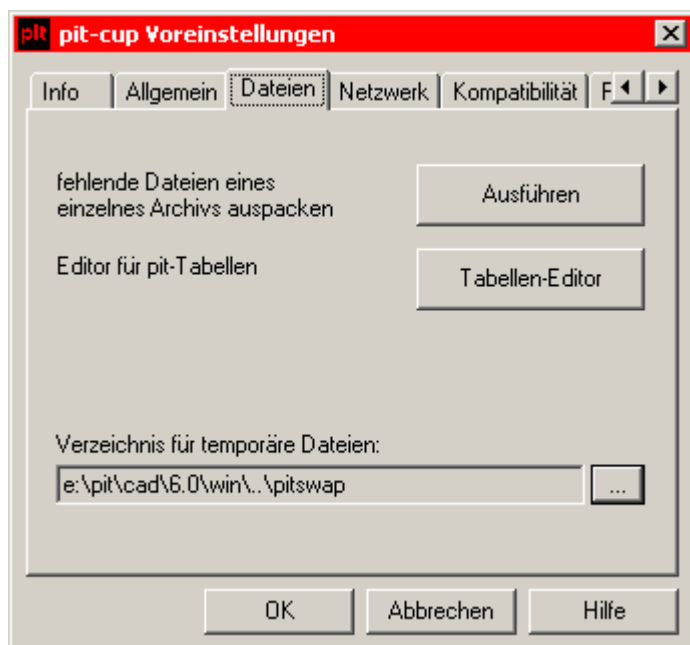 pit pit-cup Voreinstellungen
Info Allgemein Dateien Netzwerk Kompatibilität F
fehlende Dateien eines
einzelnes Archivs auspacken
Ausführen
Editor für pit-Tabellen
Tabellen-Editor
Verzeichnis für temporäre Dateien:
e:\pit\cad\6.0\win\..\pitswap ...
OK Abbrechen Hilfe